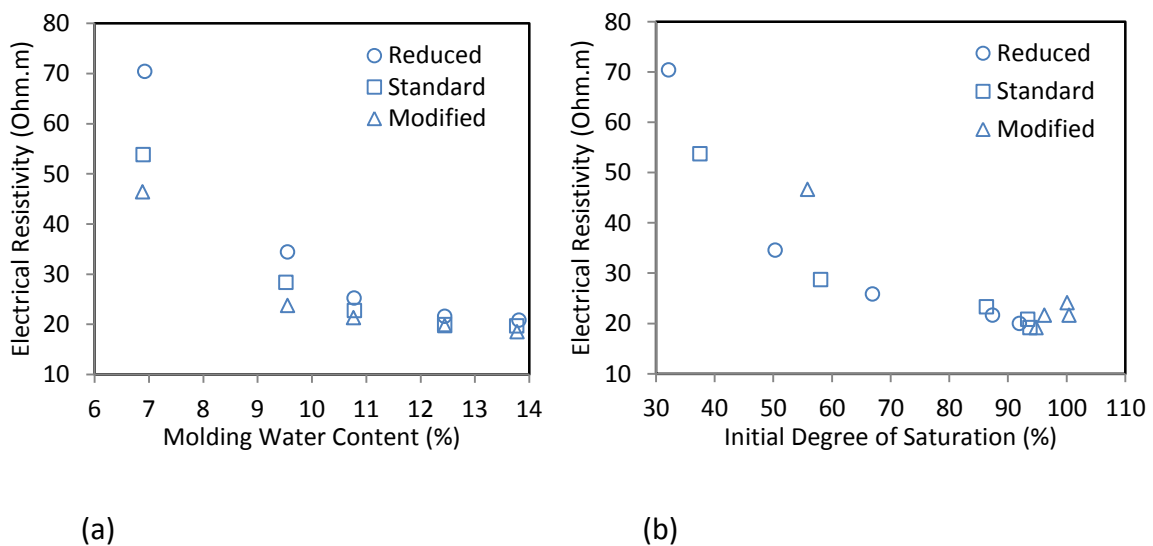 Electrical Resistivity (Ohm.m)
80
70
60
50
40
30
20
10
Reduced
Standard
Modified
6 7 8 9 10 11 12 13 14
Molding Water Content (%)
(a)
Electrical Resistivity (Ohm.m)
80
70
60
50
40
30
20
10
Reduced
Standard
Modified
30 40 50 60 70 80 90 100 110
Initial Degree of Saturation (%)
(b)